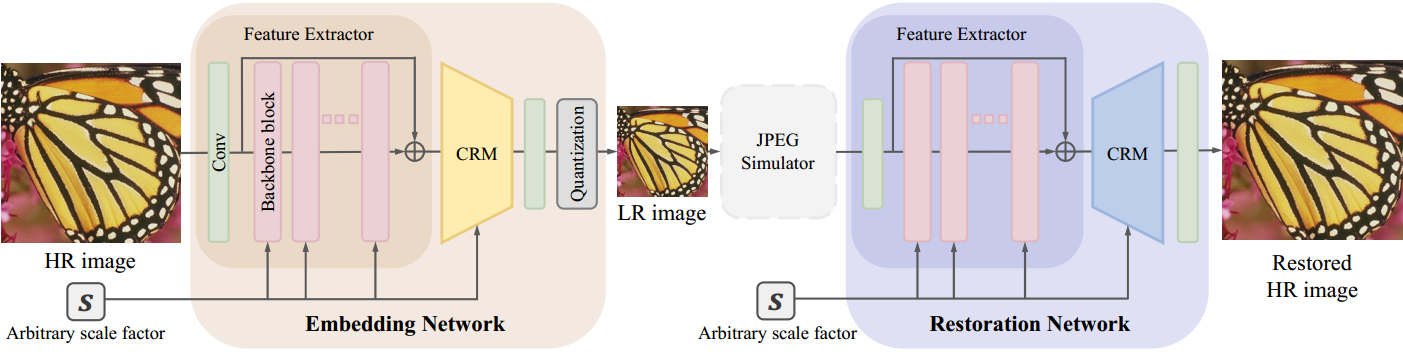 Feature Extractor
Conv
Backbone block
CRM
Quantization
HR image
S
Arbitrary scale factor
Embedding Network
LR image
JPEG
Simulator
Feature Extractor
CRM
S
Arbitrary scale factor
Restoration Network
Restored
HR image